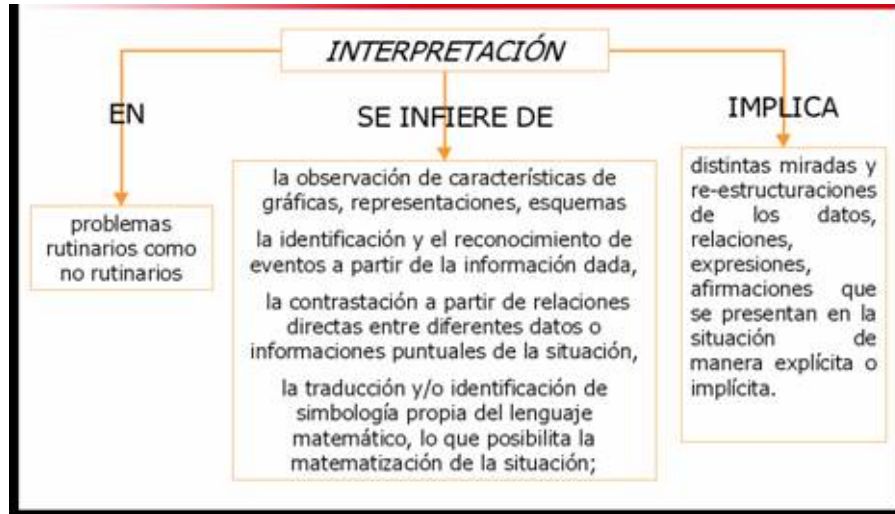 INTERPRETACIÓN
EN
problemas
rutinarios como
no rutinarios
SE INFIERE DE
la observación de características de
gráficas, representaciones, esquemas
la identificación y el reconocimiento de
eventos a partir de la información dada,
la contrastación a partir de relaciones
directas entre diferentes datos o
informaciones puntuales de la situación,
la traducción y/o identificación de
simbología propia del lenguaje
matemático, lo que posibilita la
matematización de la situación;
IMPLICA
distintas miradas y
re-estructuraciones
de los datos,
relaciones,
expresiones,
afirmaciones que
se presentan en la
situación de
manera explícita o
implícita.